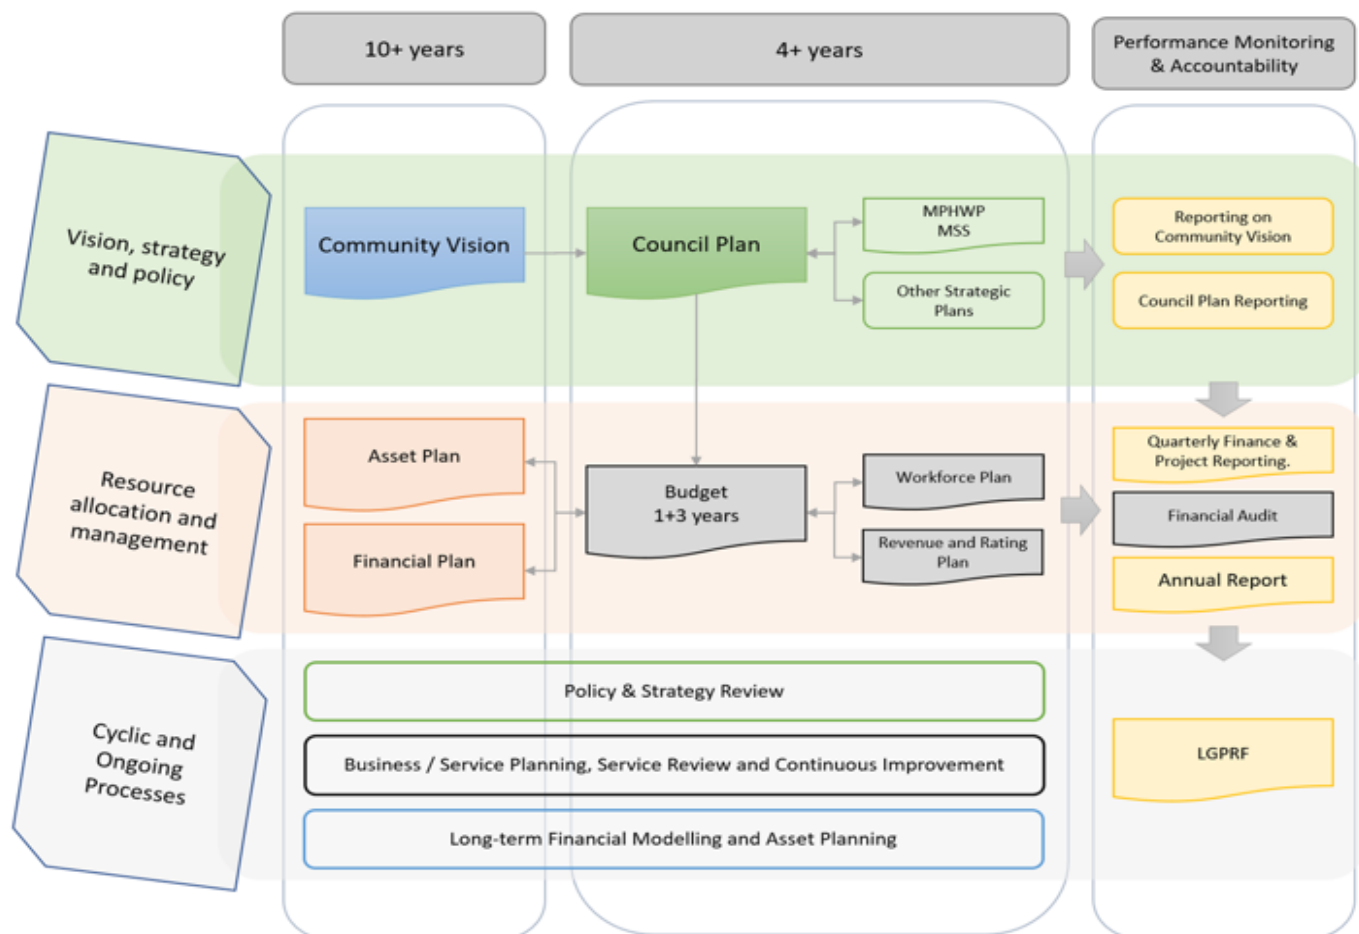 10+ years
4+ years
Performance Monitoring
& Accountability
Vision, strategy
and policy
Community Vision
Council Plan
MPHWP
MSS
Other Strategic
Plans
Reporting on
Community Vision
Council Plan Reporting
Resource
allocation and
management
Asset Plan
Financial Plan
Budget
1+3 years
Workforce Plan
Revenue and Rating
Plan
Quarterly Finance &
Project Reporting.
Financial Audit
Annual Report
Cyclic and
Ongoing
Processes
Policy & Strategy Review
Business / Service Planning, Service Review and Continuous Improvement
Long-term Financial Modelling and Asset Planning
LGPRF